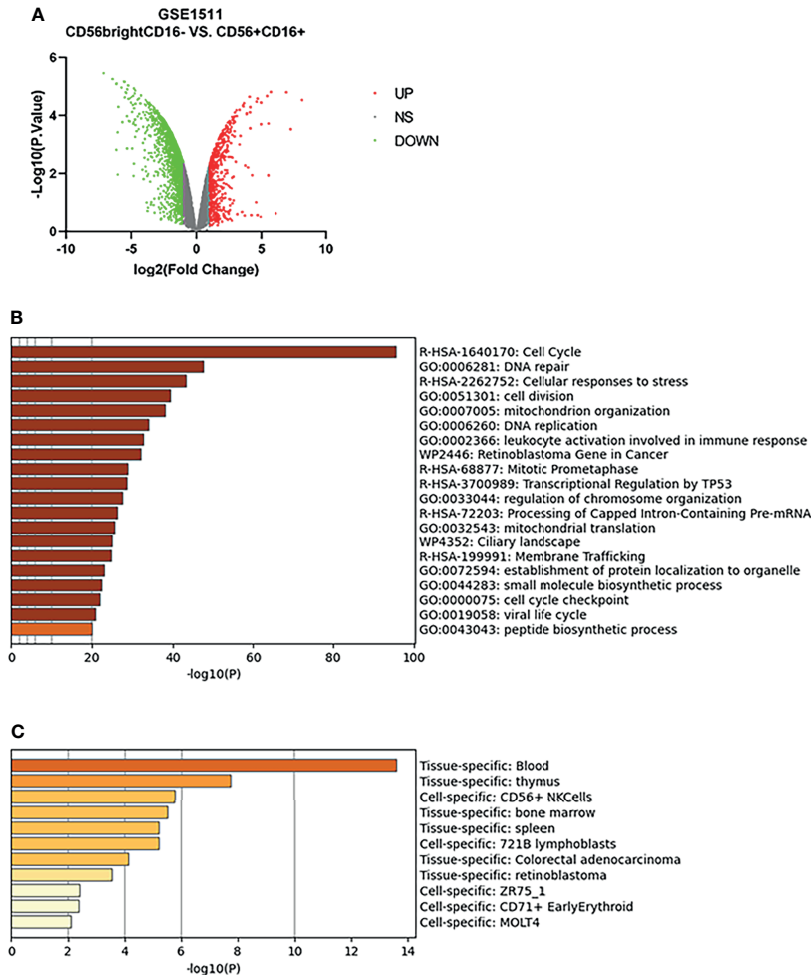 A
GSE1511
CD56brightCD16- VS. CD56+CD16+
6
4
2
0
-Log10(P.Value)
-10
-5
0
5
10
log2(Fold Change)
UP
NS
DOWN
B
R-HSA-1640170: Cell Cycle
GO:0006281: DNA repair
R-HSA-2262752: Cellular responses to stress
GO:0051301: cell division
GO:0007005: mitochondrion organization
GO:0006260: DNA replication
GO:0002366: leukocyte activation involved in immune response
WP2446: Retinoblastoma Gene in Cancer
R-HSA-68877: Mitotic Prometaphase
R-HSA-3700989: Transcriptional Regulation by TP53
GO:0033044: regulation of chromosome organization
R-HSA-72203: Processing of Capped Intron-Containing Pre-mRNA
GO:0032543: mitochondrial translation
WP4352: Ciliary landscape
R-HSA-199991: Membrane Trafficking
GO:0072594: establishment of protein localization to organelle
GO:0044283: small molecule biosynthetic process
GO:0000075: cell cycle checkpoint
GO:0019058: viral life cycle
GO:0043043: peptide biosynthetic process
0 20 40 60 80 100
-log10(P)
C
Tissue-specific: Blood
Tissue-specific: thymus
Cell-specific: CD56+ NKCells
Tissue-specific: bone marrow
Tissue-specific: spleen
Cell-specific: 721B lymphoblasts
Tissue-specific: Colorectal adenocarcinoma
Tissue-specific: retinoblastoma
Cell-specific: ZR75_1
Cell-specific: CD71+ EarlyErythroid
Cell-specific: MOLT4
0 2 4 6 8 10 12 14
-log10(P)